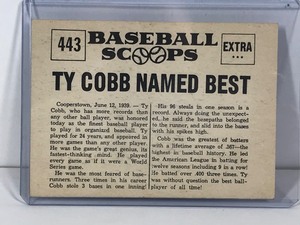 443
BASEBALL
SCOOPS
EXTRA
TY COBB NAMED BEST
Cooperstown, June 12, 1939. — Ty
Cobb, who has more records than
any other ball player, was honored
today as the finest baseball player
to play in organized baseball. Ty
played for 24 years, and appeared in
more games than any other player.
He was the game's great genius, its
fastest-thinking mind. He played
every game as if it were a World
Series game.
He was the most feared of base-
runners. Three times in his career
Cobb stole 3 bases in one inning!
His 96 steals in one season is a
record. Always doing the unexpect-
ed, he said the basepaths belonged
to the runner, and slid into the bases
with his spikes high.
Cobb was the greatest of batters
with a lifetime average of .367—the
highest in baseball history. He led
the American League in batting for
twelve seasons including 9 in a row!
He batted over .400 three times. Ty
was without question the best ball-
player of all time!